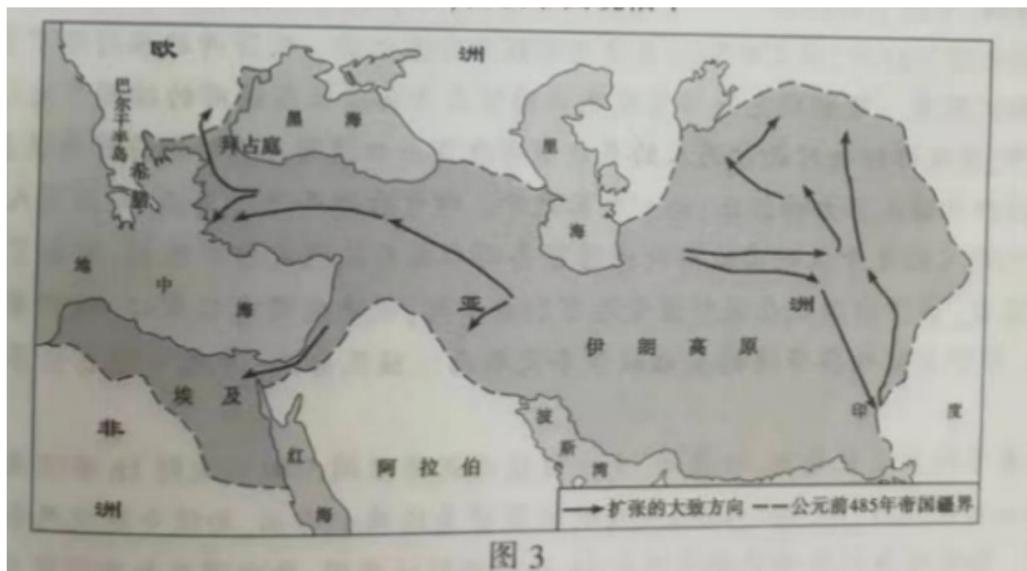 欧 洲
巴尔干半岛
希腊
黑海
拜占庭
里海
地中海
亚洲
伊朗高原
埃及
非洲
红海
阿拉伯
波斯湾
印度
扩张的大致方向 公元前485年帝国疆界
图3